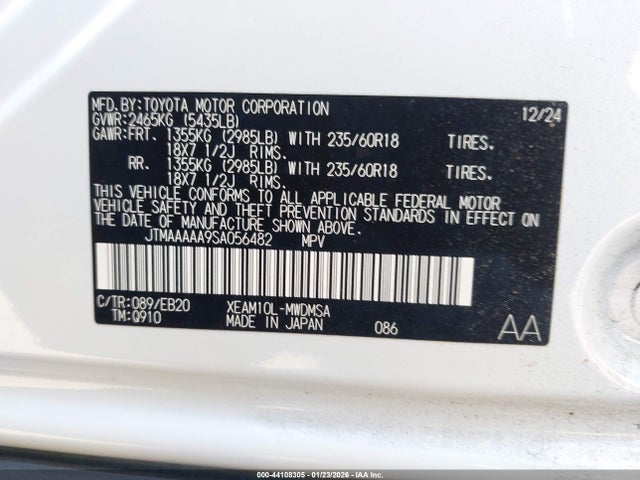 MFD.BY:TOYOTA MOTOR CORPORATION 12/24
GVWR:2465KG (5435LB)
GAWR:FRT. 1355KG (2985LB) WITH 235/60R18 TIRES.
18X7 1/2J RIMS.
RR. 1355KG (2985LB) WITH 235/60R18 TIRES.
18X7 1/2J RIMS.
THIS VEHICLE CONFORMS TO ALL APPLICABLE FEDERAL MOTOR
VEHICLE SAFETY AND THEFT PREVENTION STANDARDS IN EFFECT ON
THE DATE OF MANUFACTURE SHOWN ABOVE.
JTMAAAAA9SA056482 MPV
C/TR:089/EB20 XEAM10L-MWDMSA
TM:Q910 MADE IN JAPAN 086 AA
000-44108305 - 01/23/2026 - IAA Inc.